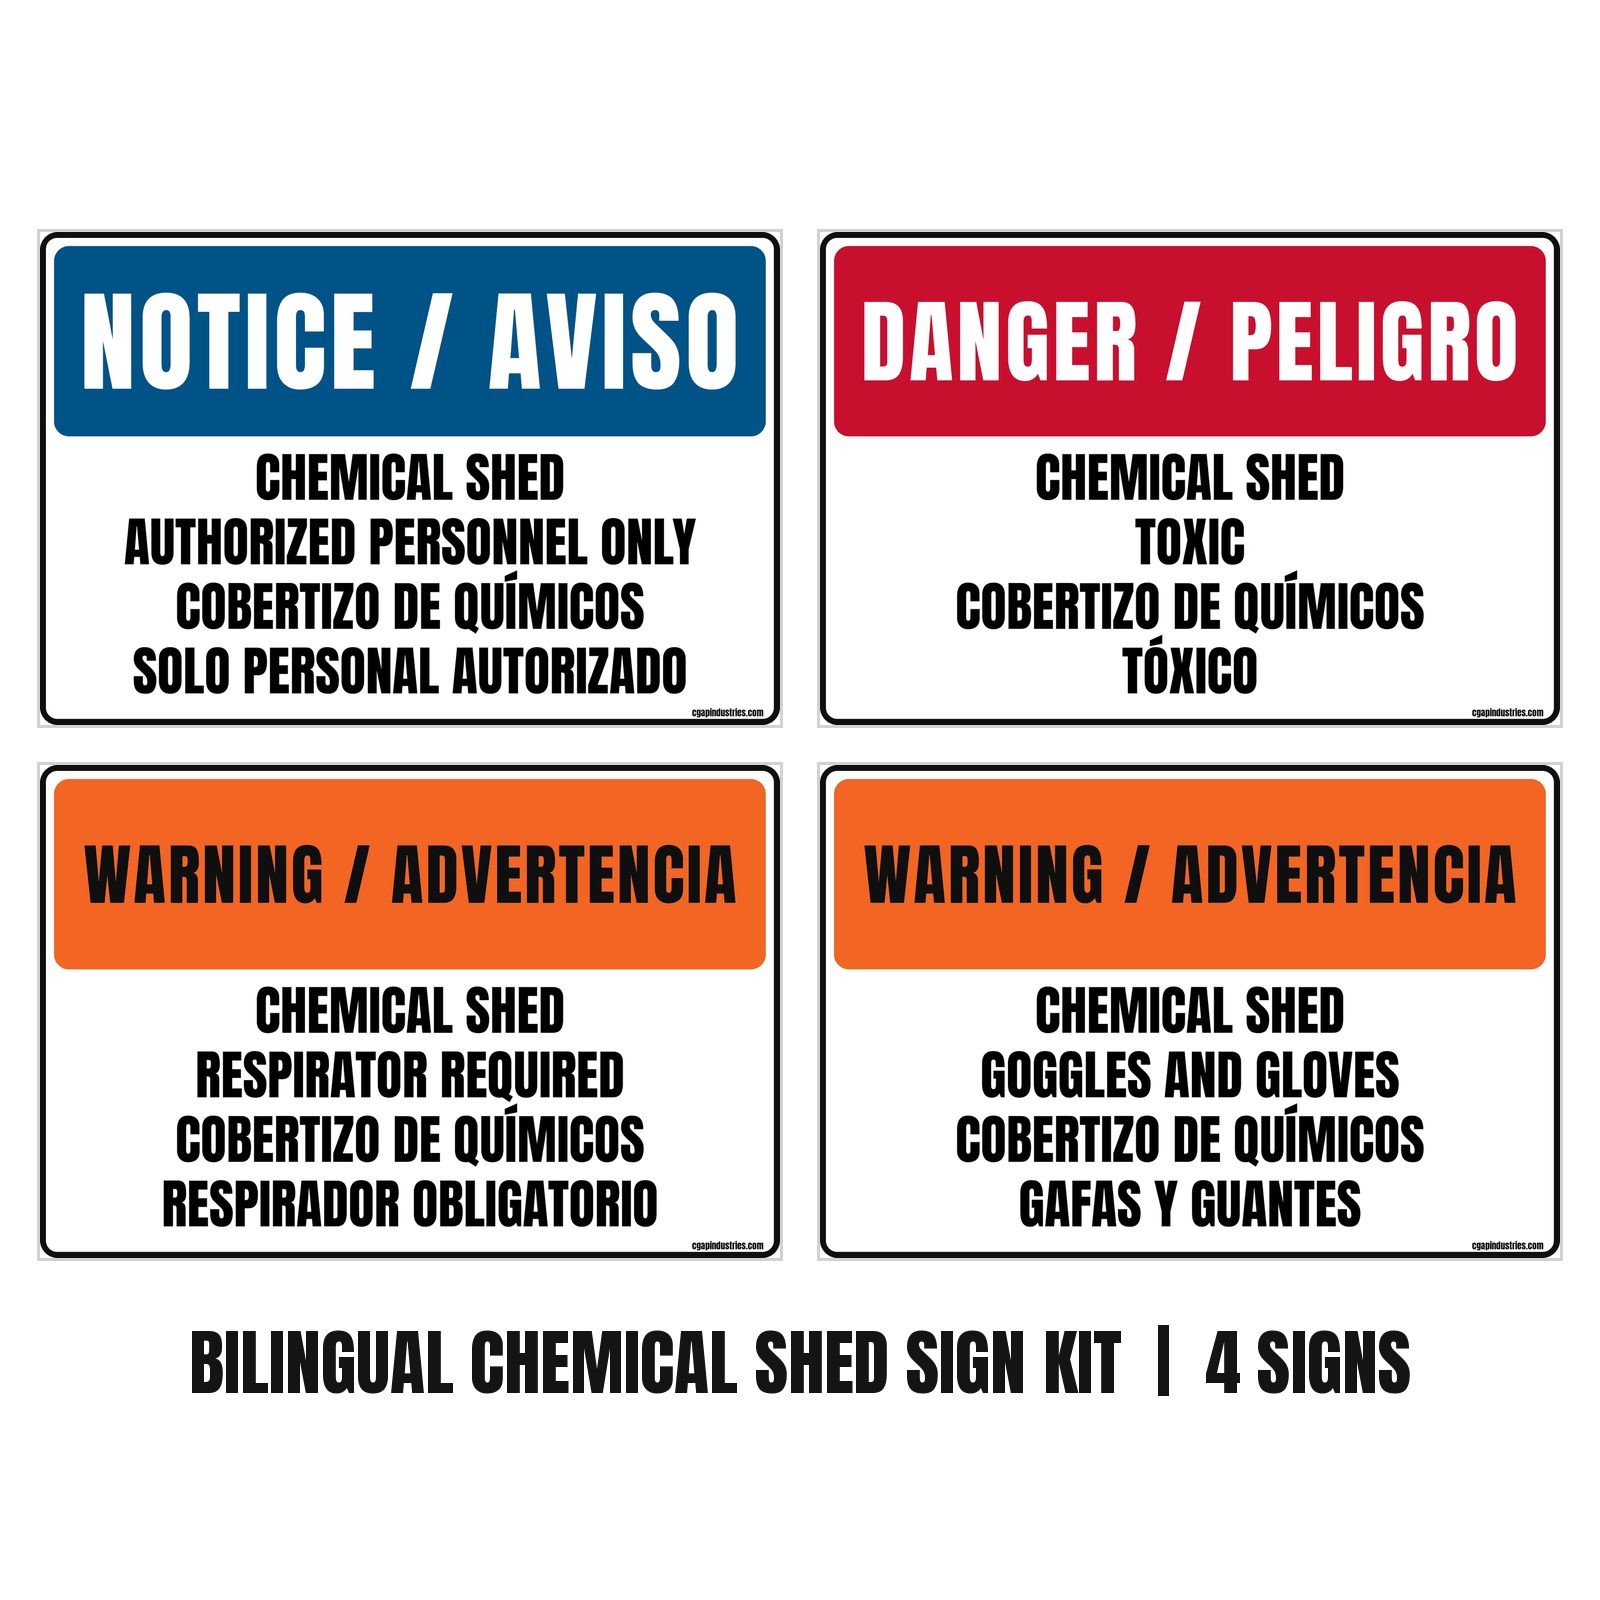 NOTICE / AVISO
CHEMICAL SHED
AUTHORIZED PERSONNEL ONLY
COBERTIZO DE QUÍMICOS
SOLO PERSONAL AUTORIZADO
cgapindustries.com
DANGER / PELIGRO
CHEMICAL SHED
TOXIC
COBERTIZO DE QUÍMICOS
TÓXICO
cgapindustries.com
WARNING / ADVERTENCIA
CHEMICAL SHED
RESPIRATOR REQUIRED
COBERTIZO DE QUÍMICOS
RESPIRADOR OBLIGATORIO
cgapindustries.com
WARNING / ADVERTENCIA
CHEMICAL SHED
GOGGLES AND GLOVES
COBERTIZO DE QUÍMICOS
GAFAS Y GUANTES
cgapindustries.com
BILINGUAL CHEMICAL SHED SIGN KIT | 4 SIGNS